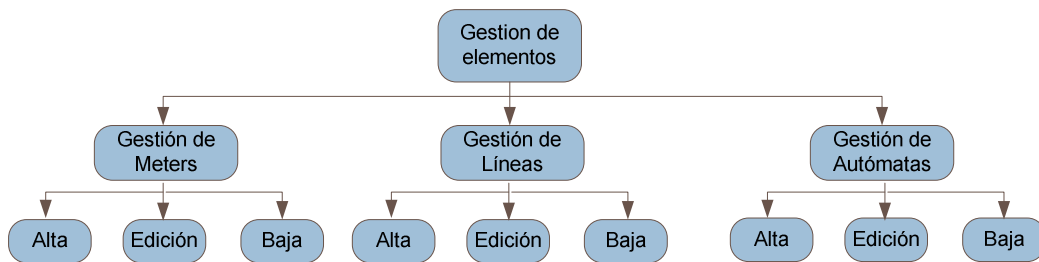 Gestion de
elementos
Gestión de
Meters
Gestión de
Líneas
Gestión de
Autómatas
Alta
Edición
Baja
Alta
Edición
Baja
Alta
Edición
Baja